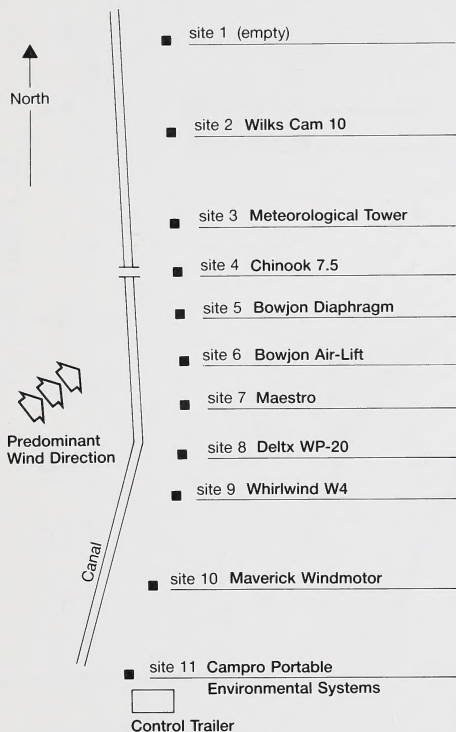 site 1 (empty)
North
site 2 Wilks Cam 10
site 3 Meteorological Tower
site 4 Chinook 7.5
site 5 Bowjon Diaphragm
site 6 Bowjon Air-Lift
site 7 Maestro
Predominant
Wind Direction
site 8 Deltx WP-20
site 9 Whirlwind W4
Canal
site 10 Maverick Windmotor
site 11 Campro Portable
Environmental Systems
Control Trailer